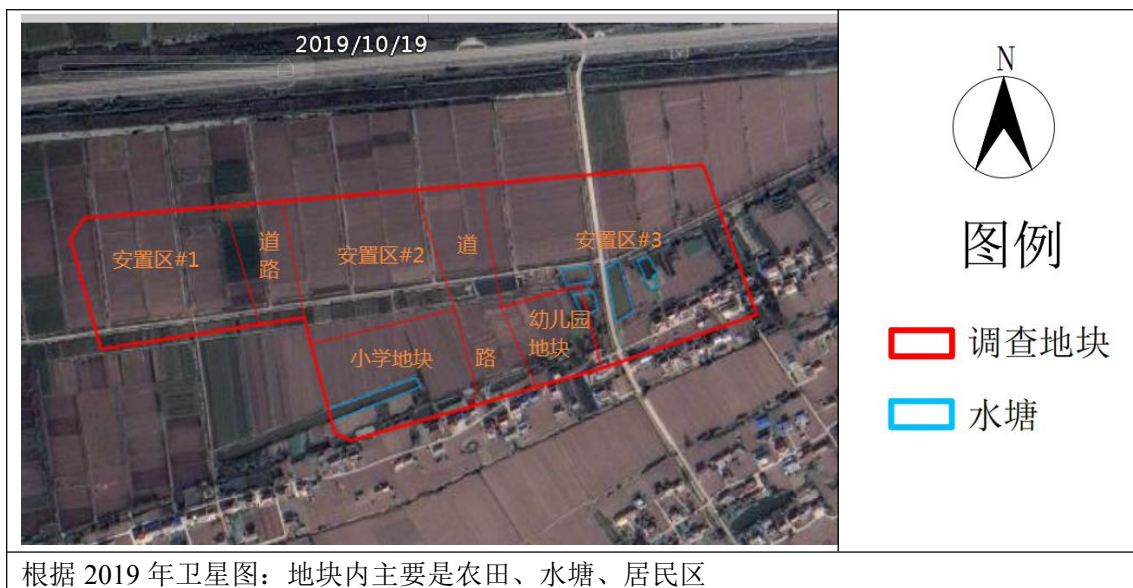 2019/10/19
N
安置区#1
道
路
安置区#2
道
安置区#3
幼儿园
地块
小学地块
路
图例
调查地块
水塘
根据 2019 年卫星图：地块内主要是农田、水塘、居民区